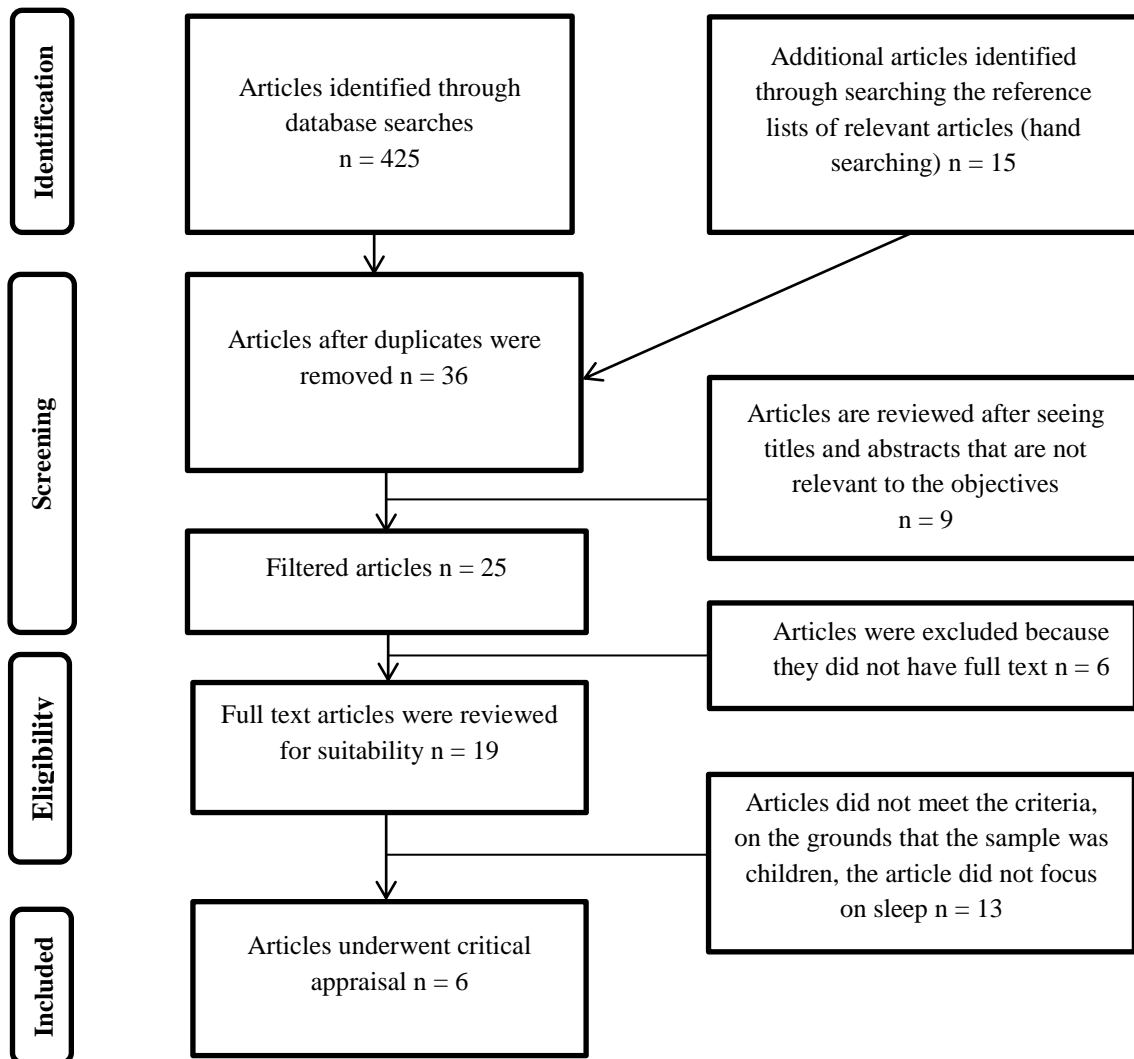 Identification
Articles identified through
database searches
n = 425
Additional articles identified
through searching the reference
lists of relevant articles (hand
searching) n = 15
Screening
Articles after duplicates were
removed n = 36
Articles are reviewed after seeing
titles and abstracts that are not
relevant to the objectives
n = 9
Filtered articles n = 25
Articles were excluded because
they did not have full text n = 6
Eligibility
Full text articles were reviewed
for suitability n = 19
Articles did not meet the criteria,
on the grounds that the sample was
children, the article did not focus
on sleep n = 13
Included
Articles underwent critical
appraisal n = 6